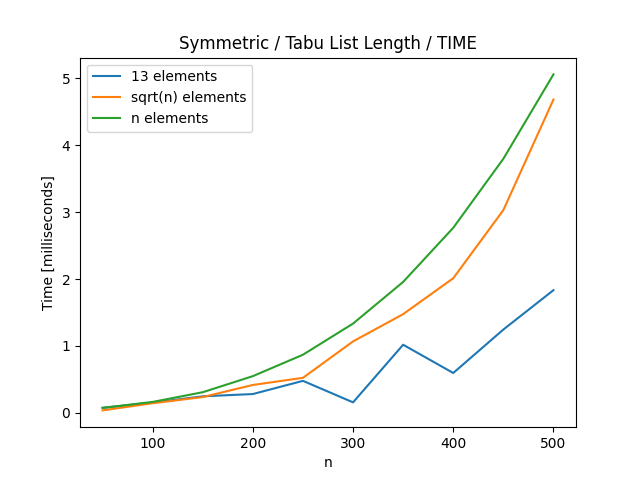 Symmetric / Tabu List Length / TIME
13 elements
sqrt(n) elements
n elements
Time [milliseconds]
5
4
3
2
1
0
100 200 300 400 500
n